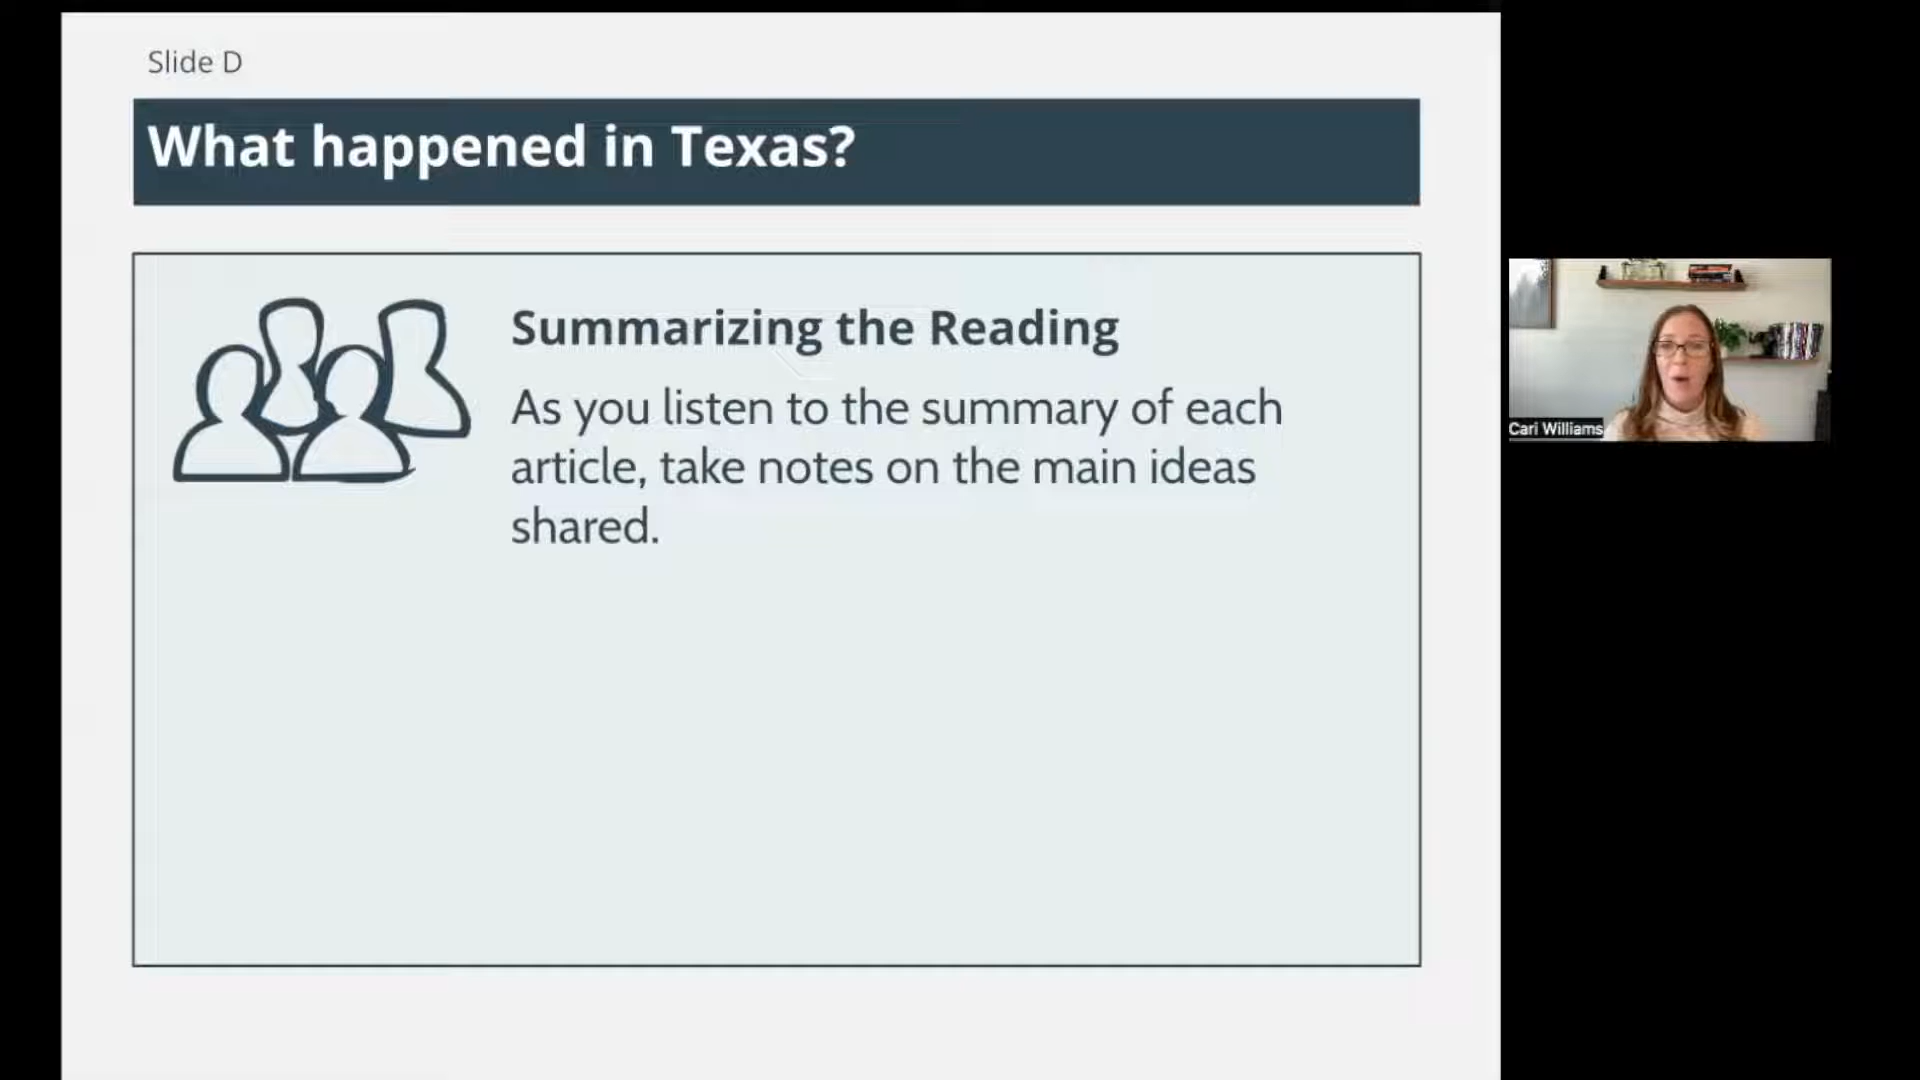 Slide D
What happened in Texas?
Summarizing the Reading
As you listen to the summary of each
article, take notes on the main ideas
shared.
Cari Williams